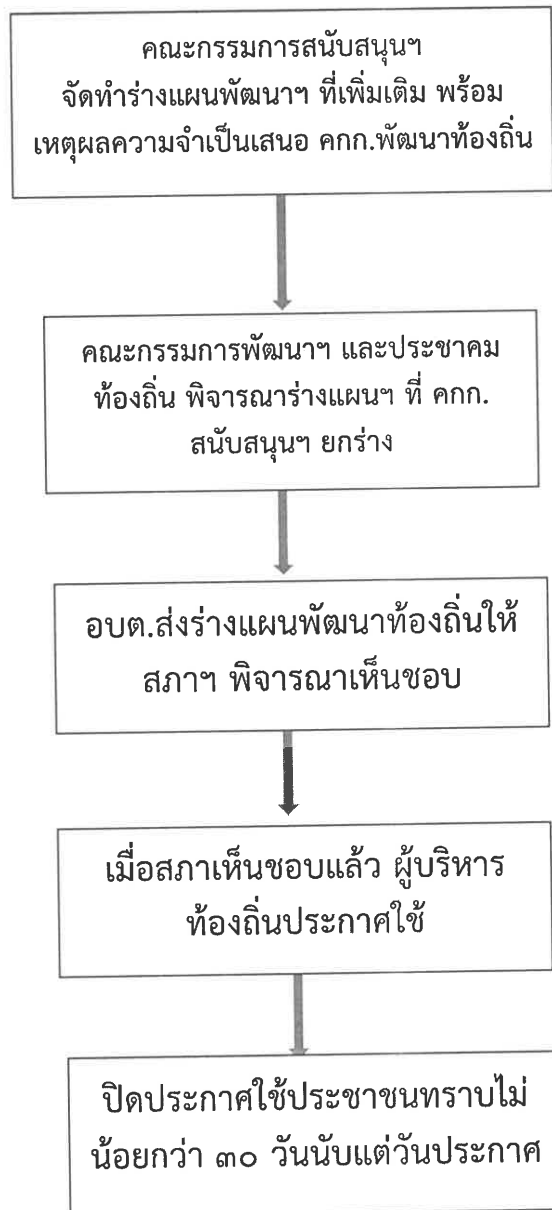 คณะกรรมการสนับสนุนฯ
จัดทำร่างแผนพัฒนาฯ ที่เพิ่มเติม พร้อม
เหตุผลความจำเป็นเสนอ คกก.พัฒนาท้องถิ่น
คณะกรรมการพัฒนาฯ และประชาคม
ท้องถิ่น พิจารณาร่างแผนฯ ที่ คกก.
สนับสนุนฯ ยกร่าง
อบต.ส่งร่างแผนพัฒนาท้องถิ่นให้
สภาฯ พิจารณาเห็นชอบ
เมื่อสภาเห็นชอบแล้ว ผู้บริหาร
ท้องถิ่นประกาศใช้
ปิดประกาศใช้ประชาชนทราบไม่
น้อยกว่า ๓๐ วันนับแต่วันประกาศ